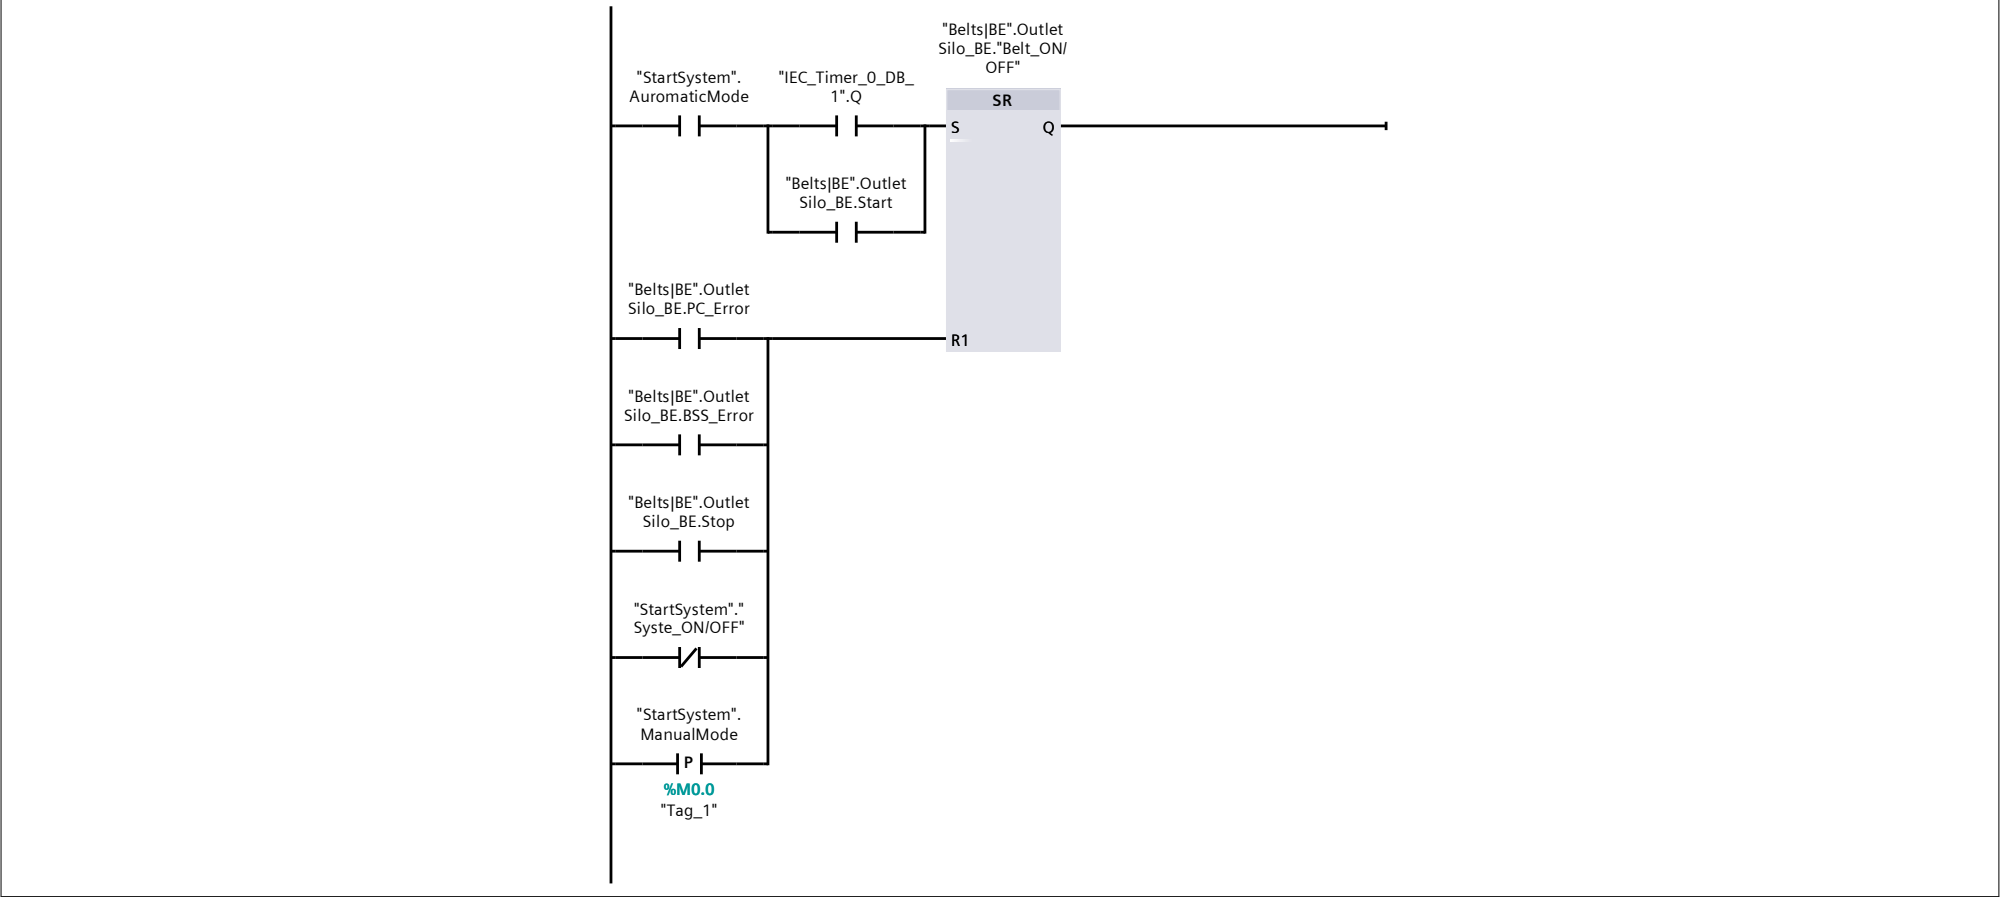 "Belts|BE".Outlet
Silo_BE."Belt_ON/
OFF"
"StartSystem".
AuromaticMode
"IEC_Timer_0_DB_
1".Q
SR
S
Q
"Belts|BE".Outlet
Silo_BE.Start
"Belts|BE".Outlet
Silo_BE.PC_Error
R1
"Belts|BE".Outlet
Silo_BE.BSS_Error
"Belts|BE".Outlet
Silo_BE.Stop
"StartSystem"."
Syste_ON/OFF"
"StartSystem".
ManualMode
P
%M0.0
"Tag_1"